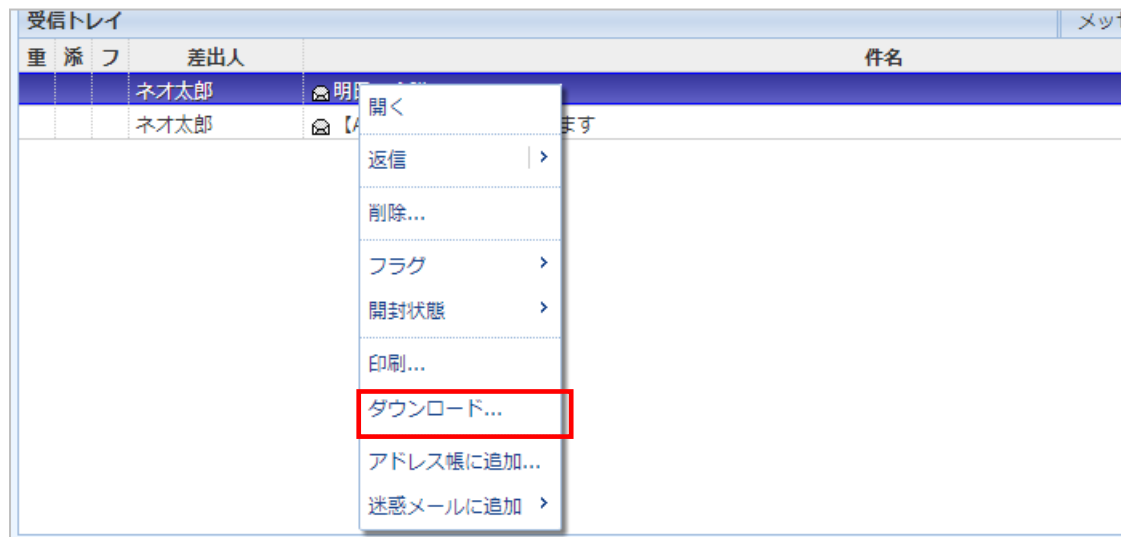 受信トレイ メッ
重 添 フ 差出人 件名
ネオ太郎 明
ネオ太郎 【A ます
開く
返信
削除...
フラグ
開封状態
印刷...
ダウンロード...
アドレス帳に追加...
迷惑メールに追加